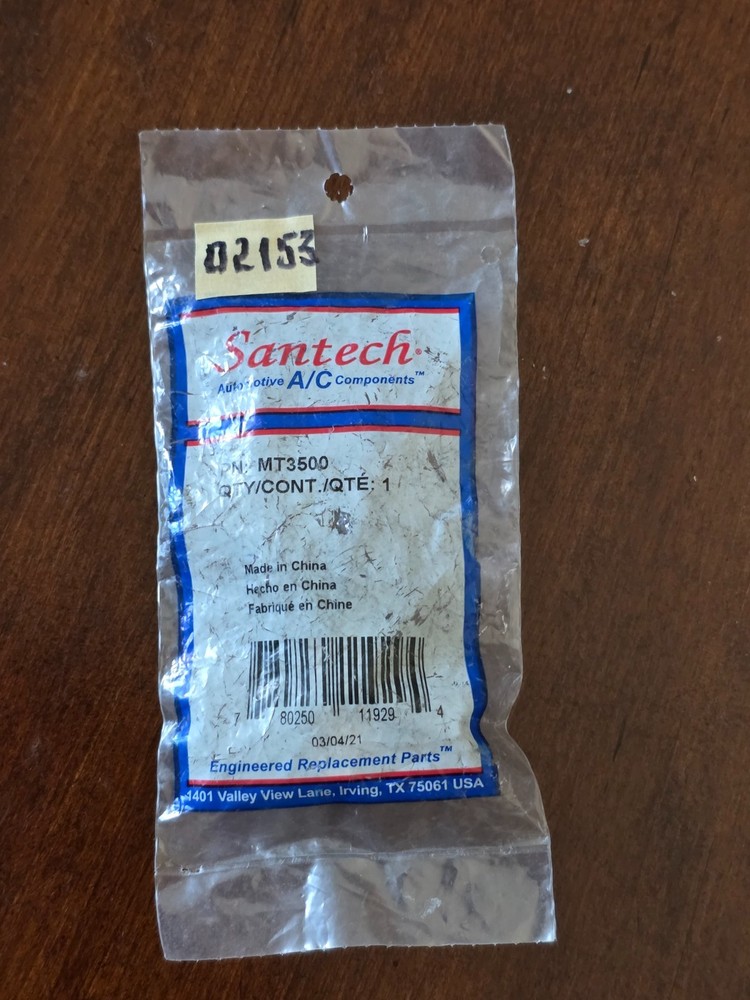 02153
Santech
Automotive A/C Components™
PN: MT3500
QTY/CONT./QTÉ: 1
Made in China
Hecho en China
Fabriqué en Chine
7 80250 11929 4
03/04/21
Engineered Replacement Parts™
1401 Valley View Lane, Irving, TX 75061 USA